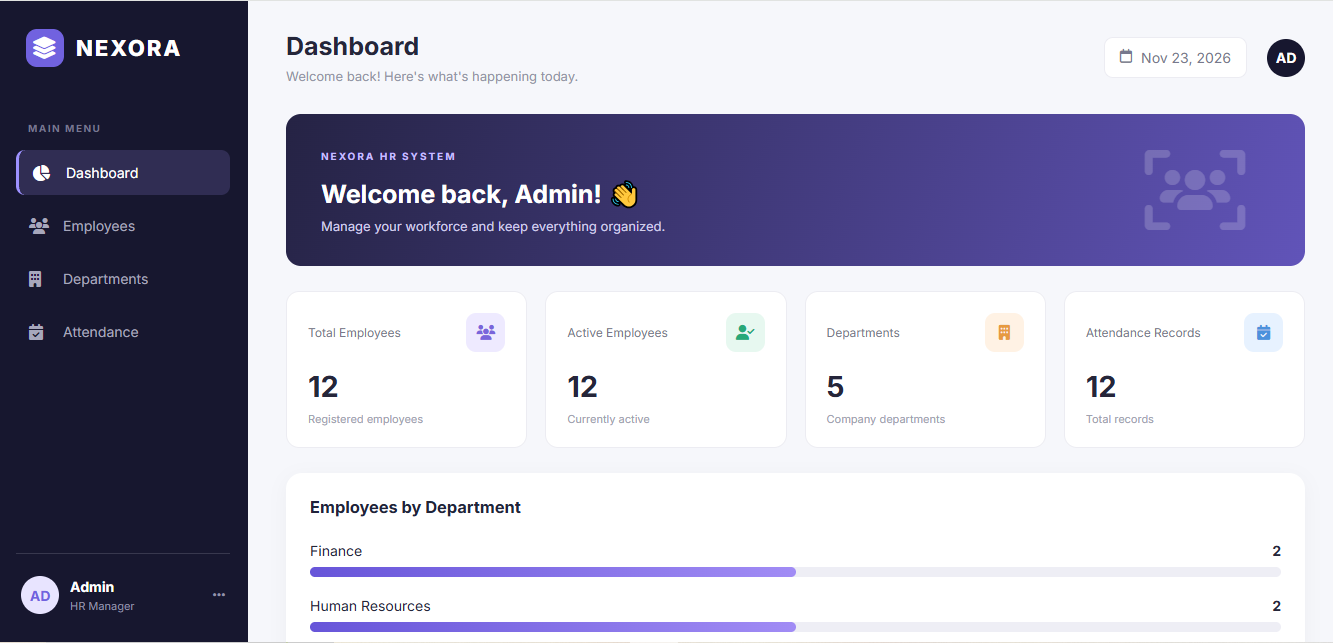 NEXORA
MAIN MENU
Dashboard
Employees
Departments
Attendance
AD
Admin
HR Manager
Dashboard
Welcome back! Here's what's happening today.
Nov 23, 2026
AD
NEXORA HR SYSTEM
Welcome back, Admin! 👋
Manage your workforce and keep everything organized.
Total Employees
12
Registered employees
Active Employees
12
Currently active
Departments
5
Company departments
Attendance Records
12
Total records
Employees by Department
Finance 2
Human Resources 2